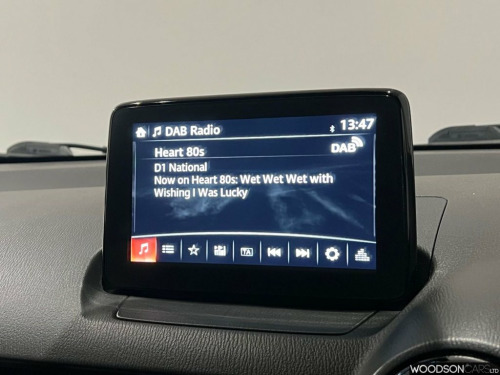 DAB Radio 13:47
Heart 80s DAB
D1 National
Now on Heart 80s: Wet Wet Wet with
Wishing I Was Lucky
TA
WOODSONCARS LTD